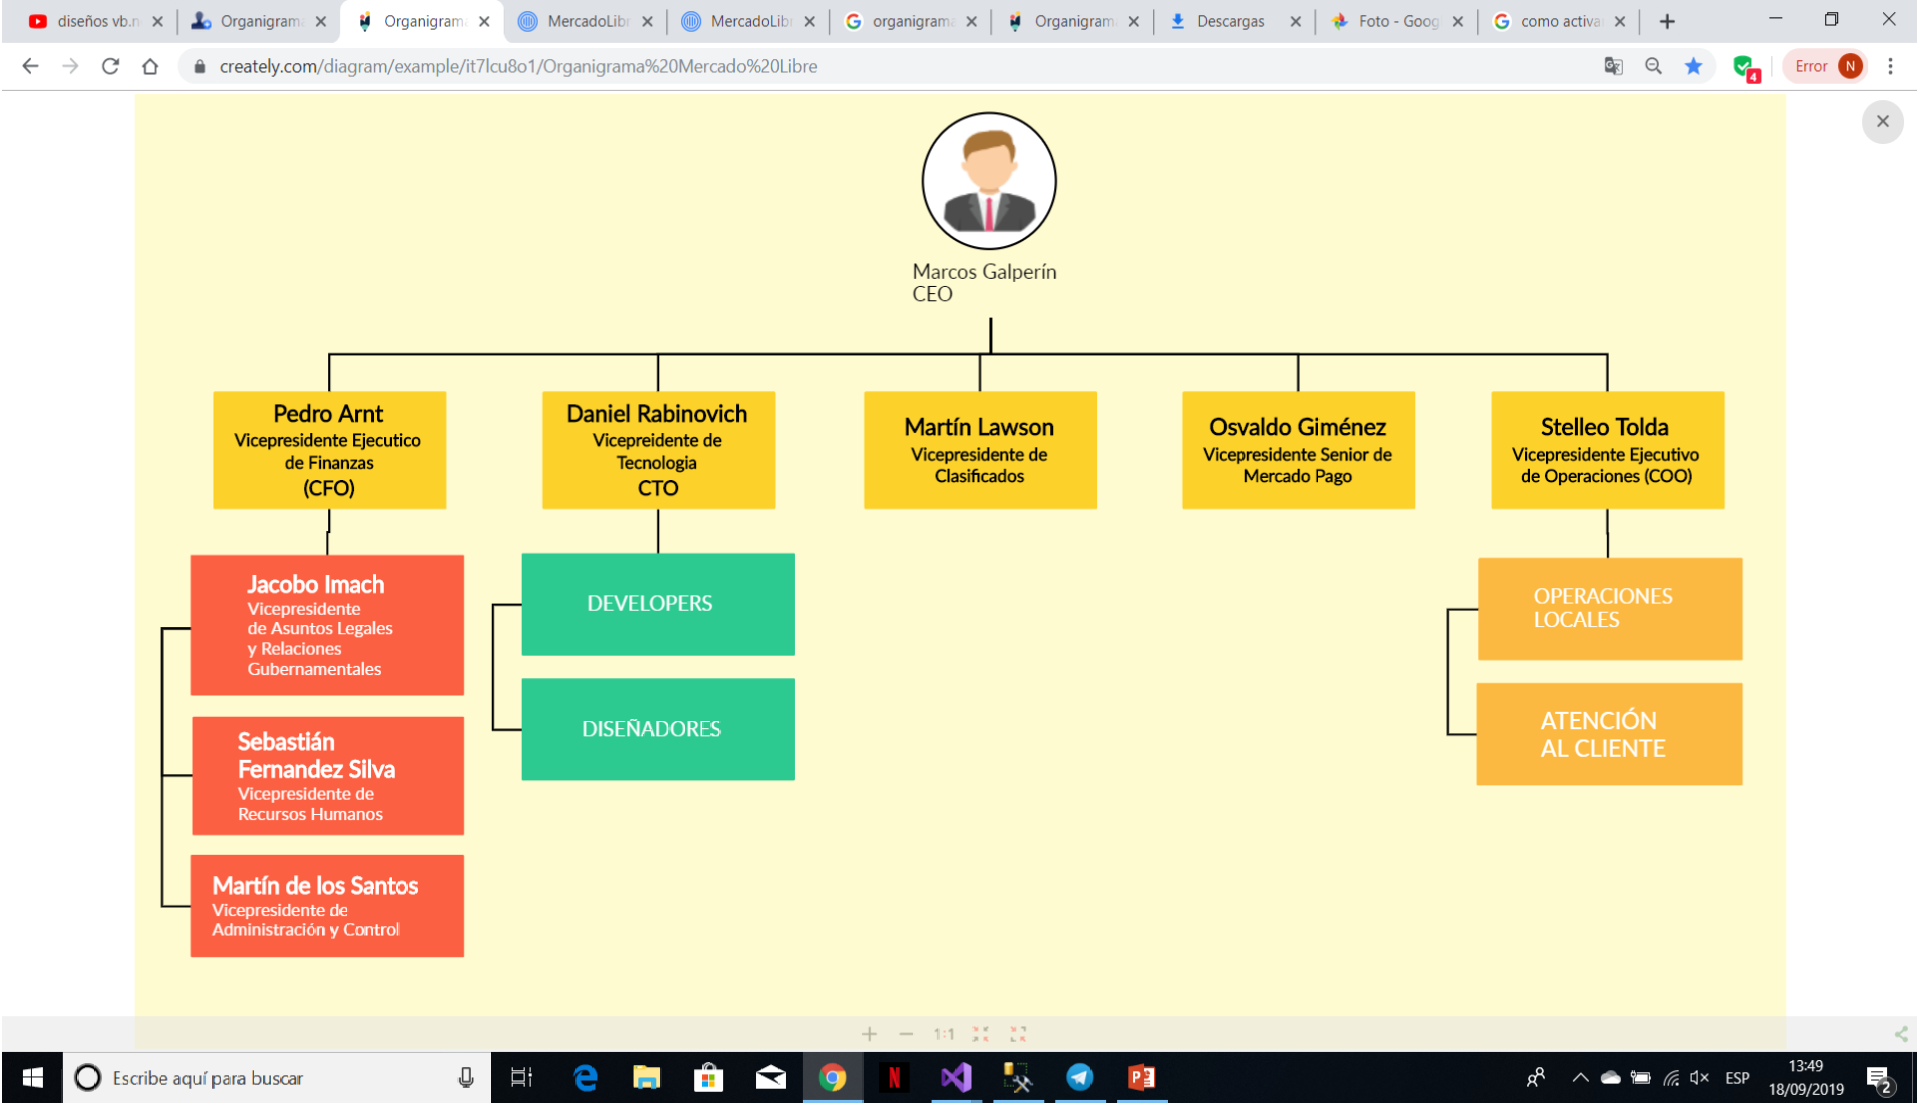 diseños vb.n
Organigram
Organigram
MercadoLibr
MercadoLibr
organigrama
Organigram
Descargas
Foto - Goog
como activa
creately.com/diagram/example/it7lcu8o1/Organigrama%20Mercado%20Libre
4
Error N
Marcos Galperín
CEO
Pedro Arnt
Vicepresidente Ejecutico
de Finanzas
(CFO)
Daniel Rabinovich
Vicepreidente de
Tecnologia
CTO
Martín Lawson
Vicepresidente de
Clasificados
Osvaldo Giménez
Vicepresidente Senior de
Mercado Pago
Stelleo Tolda
Vicepresidente Ejecutivo
de Operaciones (COO)
Jacobo Imach
Vicepresidente
de Asuntos Legales
y Relaciones
Gubernamentales
Sebastián
Fernandez Silva
Vicepresidente de
Recursos Humanos
Martín de los Santos
Vicepresidente de
Administración y Control
DEVELOPERS
DISEÑADORES
OPERACIONES
LOCALES
ATENCIÓN
AL CLIENTE
1:1
Escribe aquí para buscar
ESP
13:49
18/09/2019
2